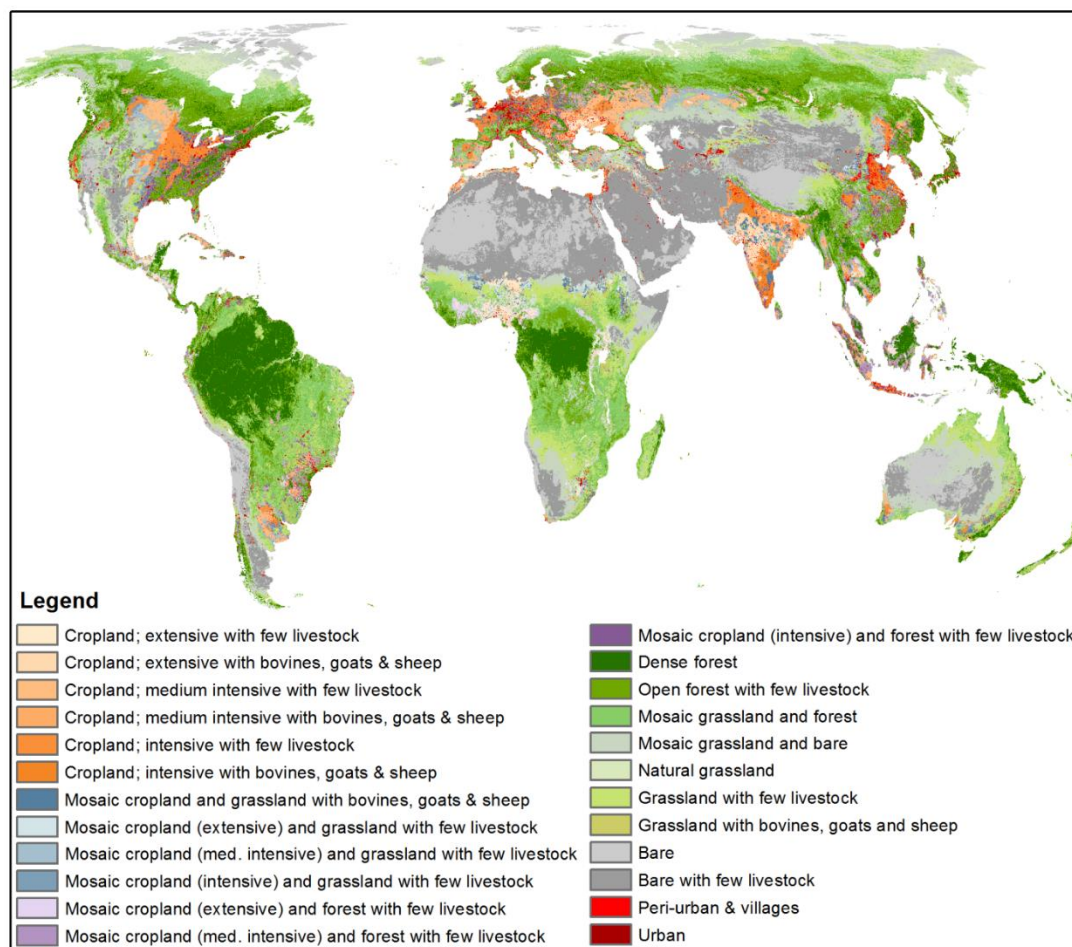 Legend
Cropland; extensive with few livestock
Cropland; extensive with bovines, goats & sheep
Cropland; medium intensive with few livestock
Cropland; medium intensive with bovines, goats & sheep
Cropland; intensive with few livestock
Cropland; intensive with bovines, goats & sheep
Mosaic cropland and grassland with bovines, goats & sheep
Mosaic cropland (extensive) and grassland with few livestock
Mosaic cropland (med. intensive) and grassland with few livestock
Mosaic cropland (intensive) and grassland with few livestock
Mosaic cropland (extensive) and forest with few livestock
Mosaic cropland (med. intensive) and forest with few livestock
Mosaic cropland (intensive) and forest with few livestock
Dense forest
Open forest with few livestock
Mosaic grassland and forest
Mosaic grassland and bare
Natural grassland
Grassland with few livestock
Grassland with bovines, goats and sheep
Bare
Bare with few livestock
Peri-urban & villages
Urban